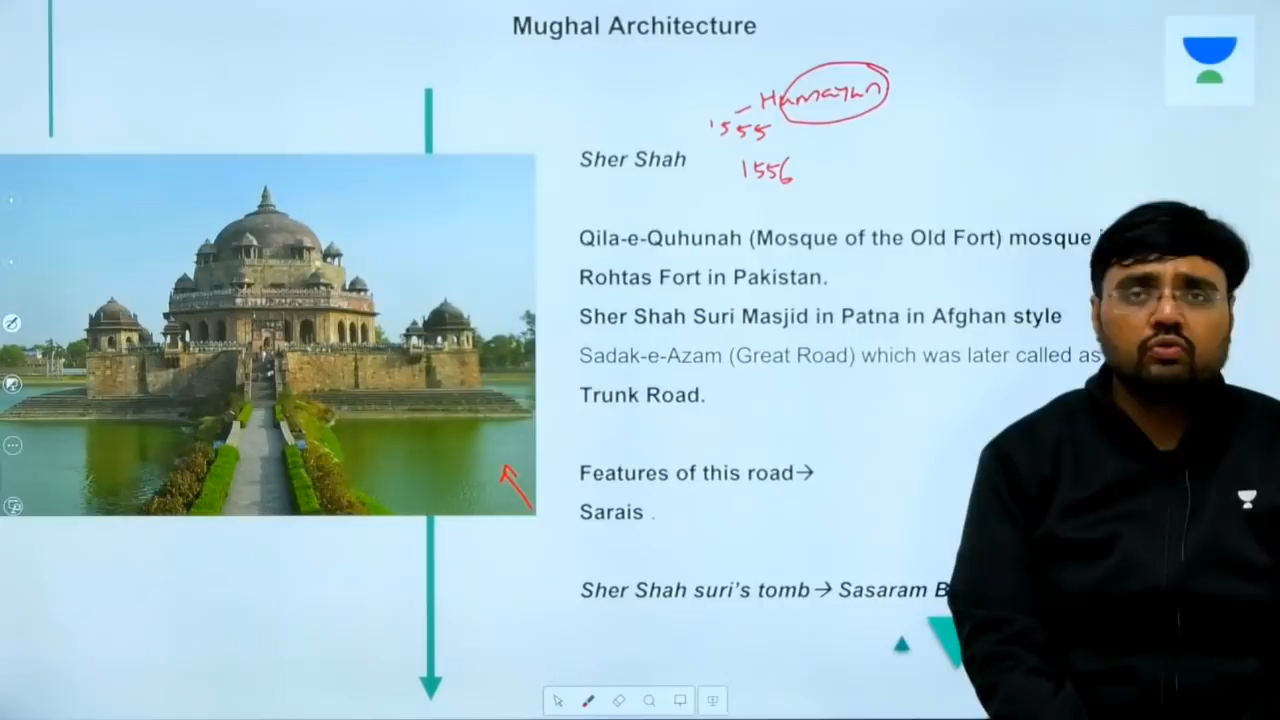 Mughal Architecture
Humayun
1555
Sher Shah
1556
Qila-e-Quhunah (Mosque of the Old Fort) mosque
Rohtas Fort in Pakistan.
Sher Shah Suri Masjid in Patna in Afghan style
Sadak-e-Azam (Great Road) which was later called as
Trunk Road.
Features of this road→
Sarais .
Sher Shah suri's tomb→ Sasaram B